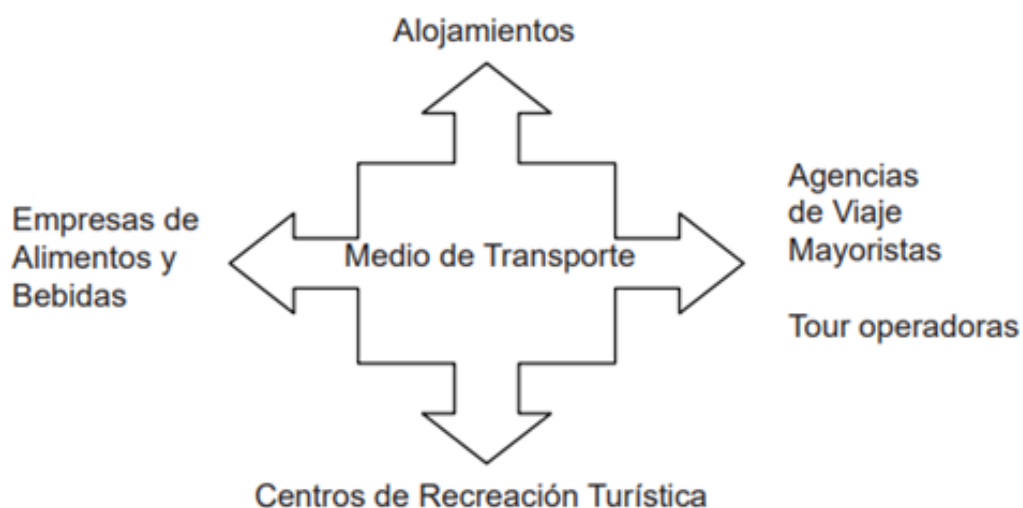 Alojamientos
Empresas de
Alimentos y
Bebidas
Medio de Transporte
Agencias
de Viaje
Mayoristas
Tour operadoras
Centros de Recreación Turística